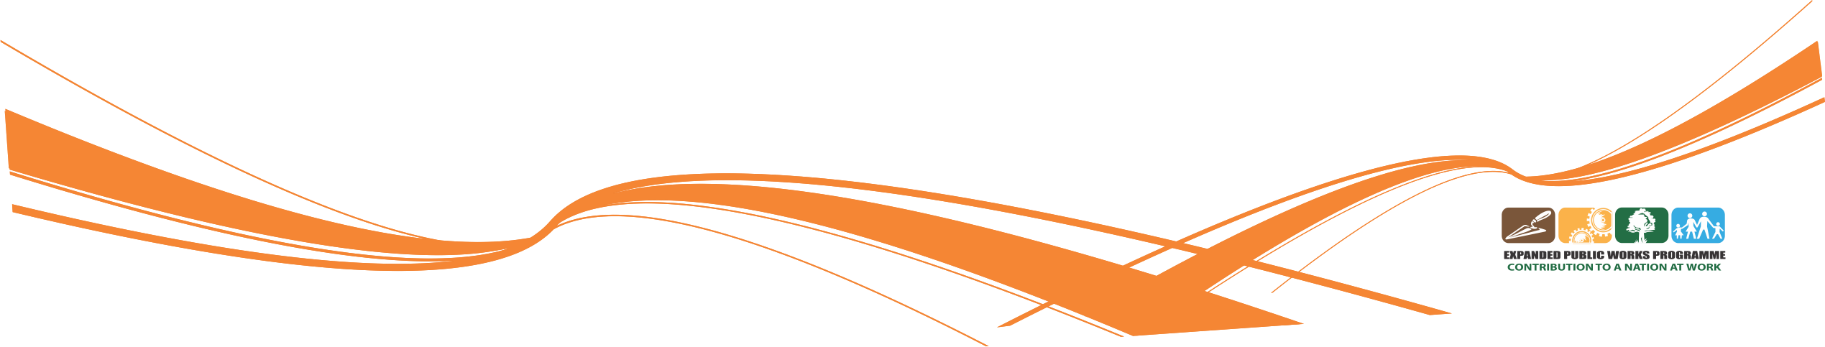 EXPANDED PUBLIC WORKS PROGRAMME
CONTRIBUTION TO A NATION AT WORK